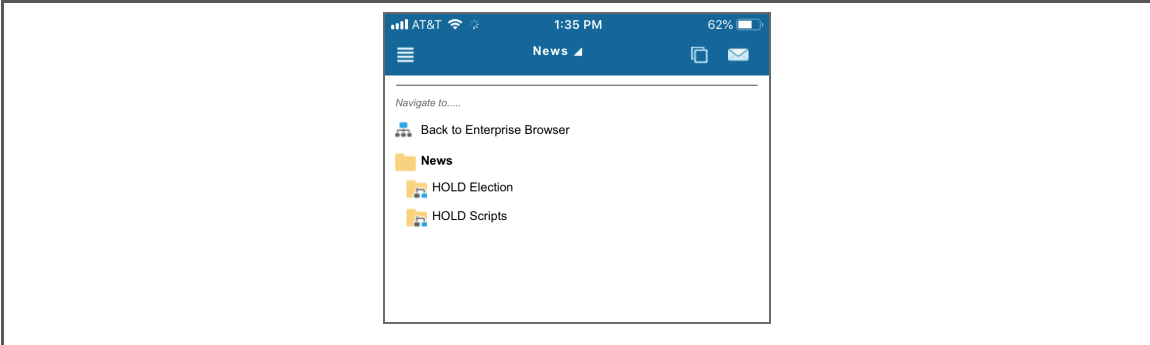 AT&T 1:35 PM 62%
News
Navigate to.....
Back to Enterprise Browser
News
HOLD Election
HOLD Scripts